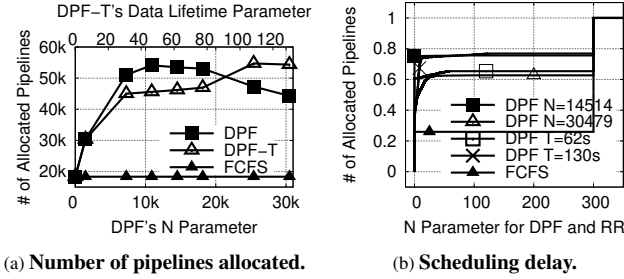 DPF-T's Data Lifetime Parameter
0 20 40 60 80 100 120
60k
50k
40k
30k
20k
# of Allocated Pipelines
DPF
DPF-T
FCFS
0 10k 20k 30k
DPF's N Parameter
(a) Number of pipelines allocated.
Scheduling delay
1
0.8
0.6
0.4
0.2
0
# of Allocated Pipelines
DPF N=14514
DPF N=30479
DPF T=62s
DPF T=130s
FCFS
0 100 200 300
N Parameter for DPF and RR
(b) Scheduling delay.